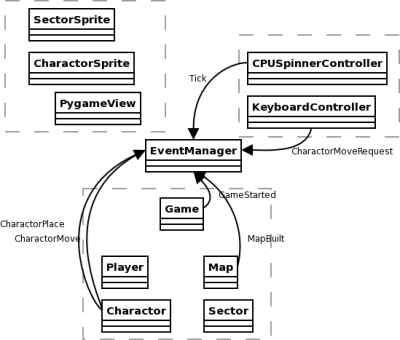 SectorSprite
CharactorSprite
PygameView
CPUSpinnerController
KeyboardController
Tick
EventManager
CharactorMoveRequest
GameStarted
Game
CharactorPlace
CharactorMove
MapBuilt
Player
Map
Charactor
Sector